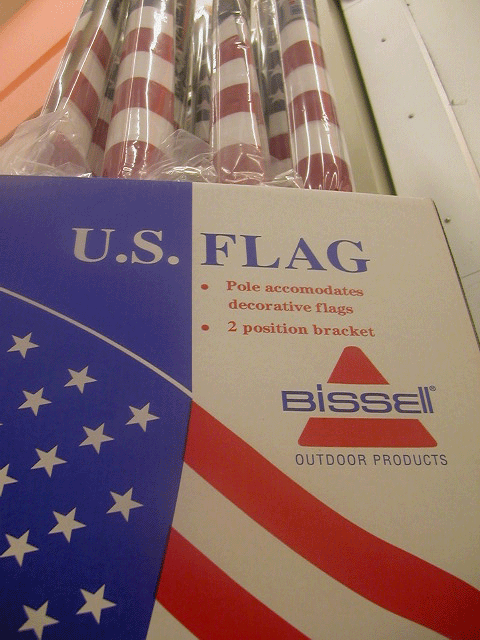 U.S. FLAG
• Pole accomodates
decorative flags
• 2 position bracket
Bissell®
OUTDOOR PRODUCTS